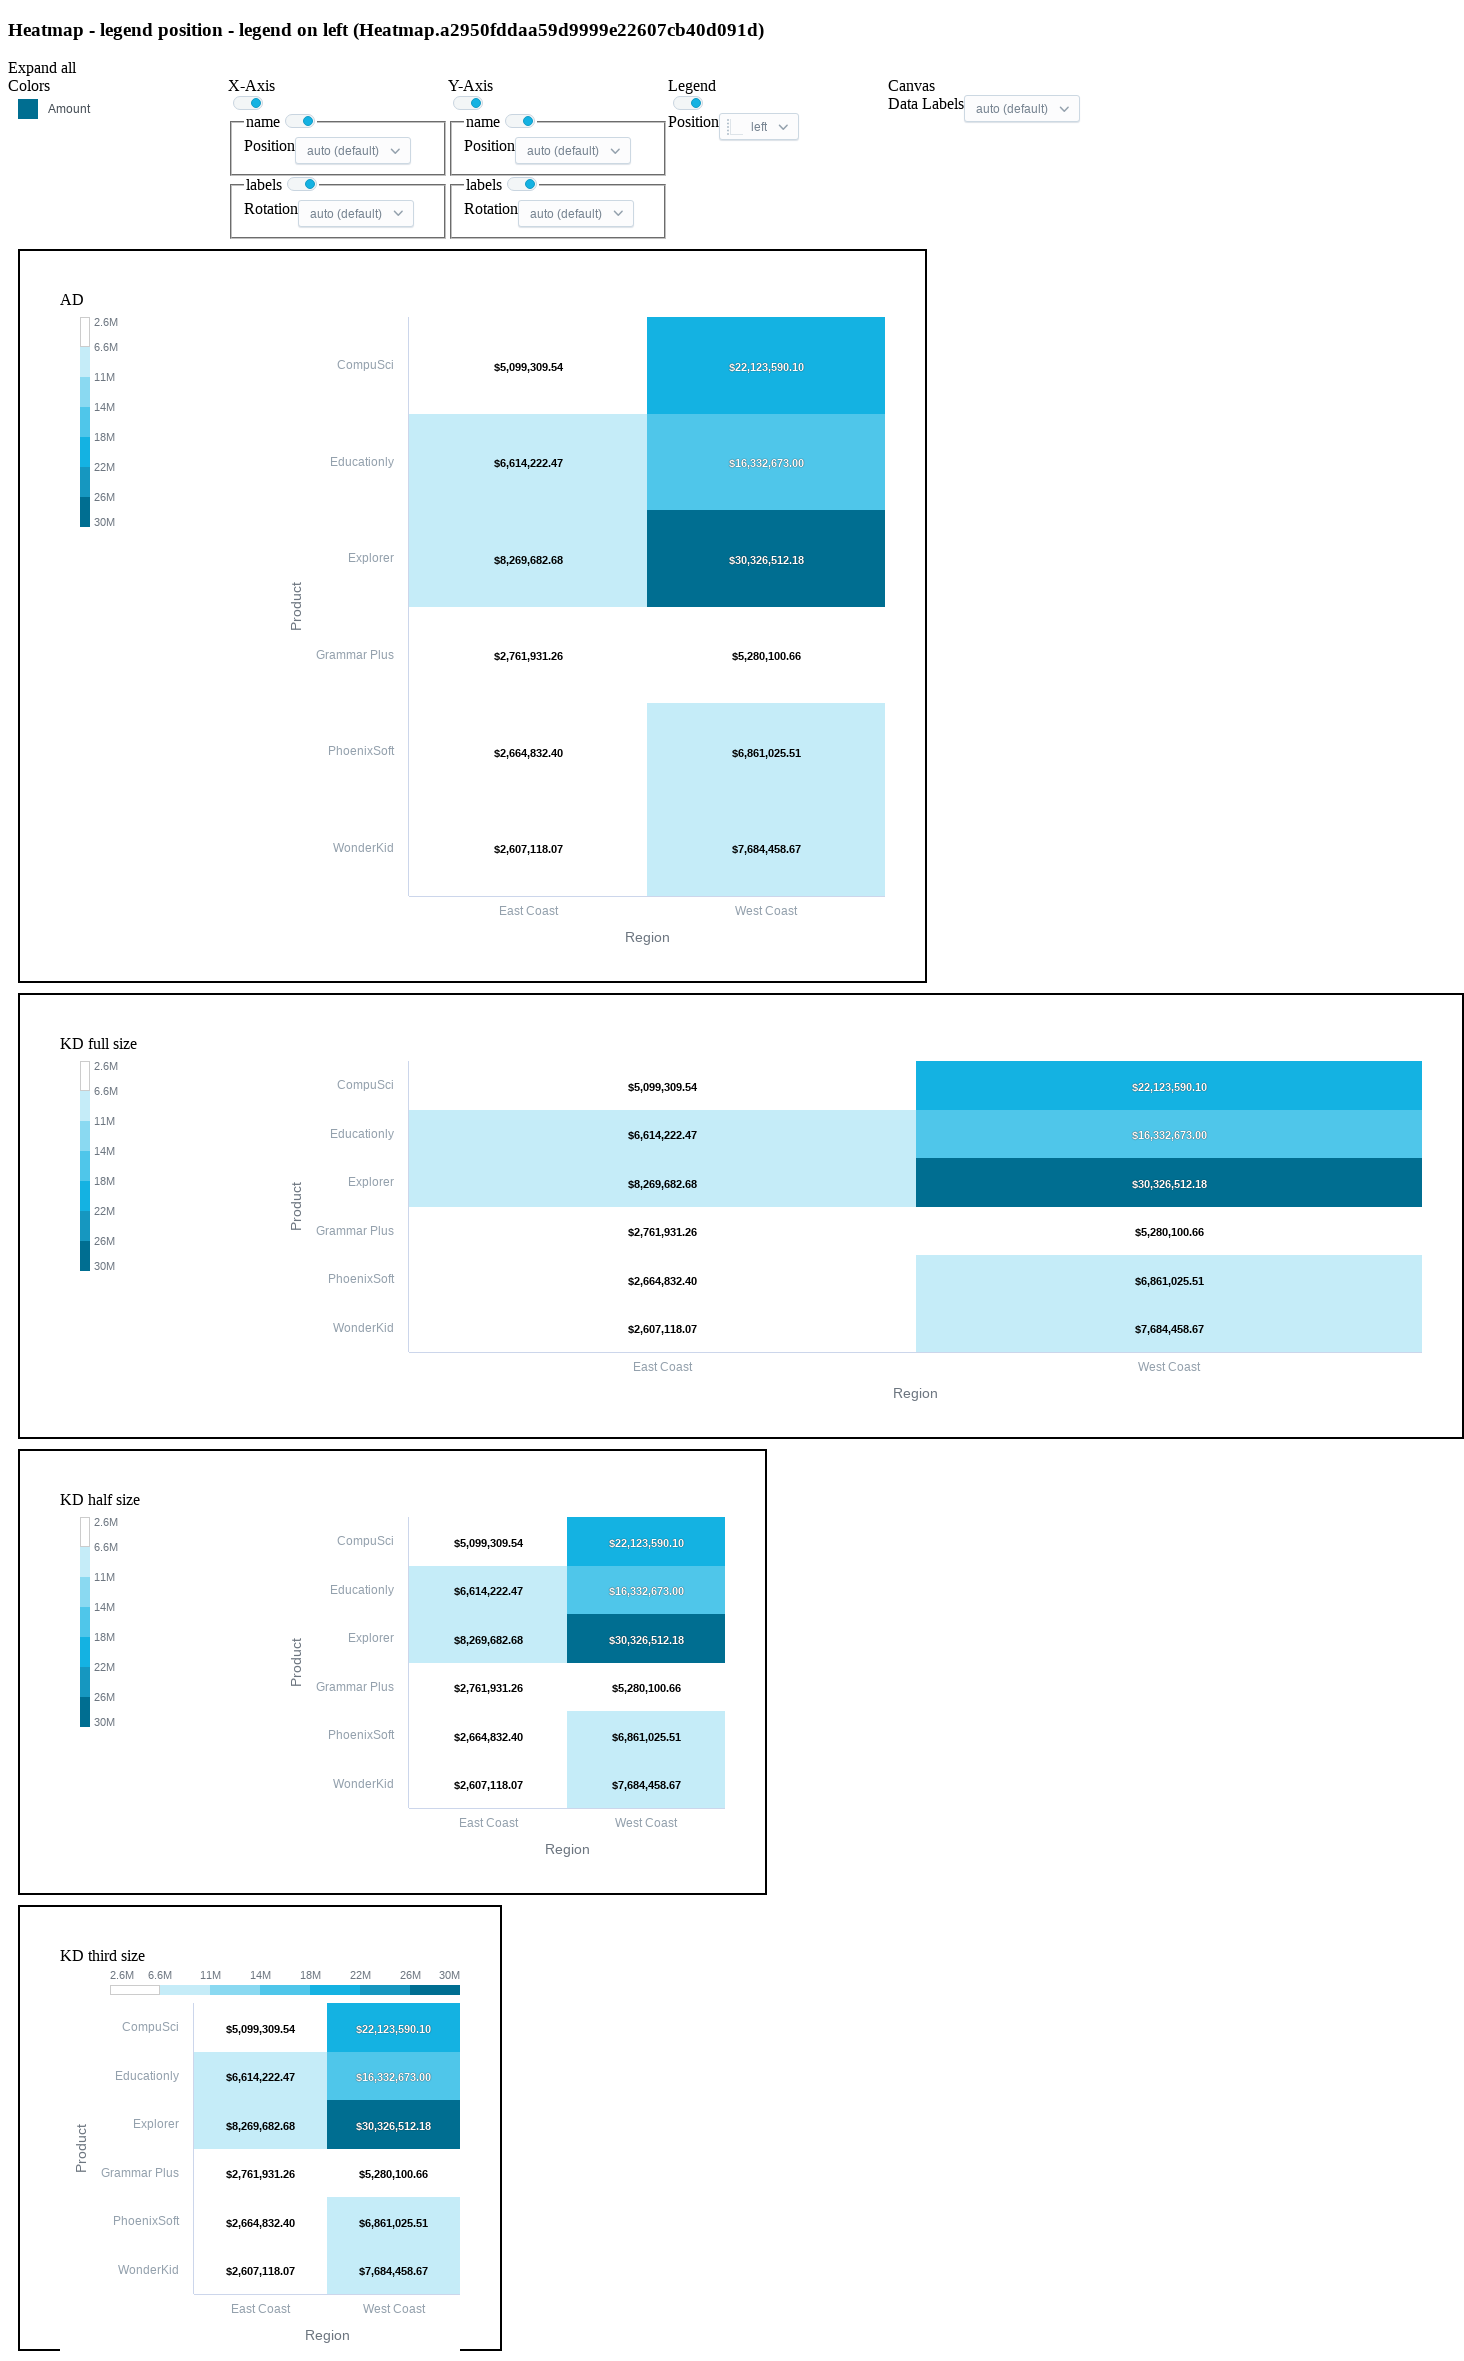 Heatmap - legend position - legend on left (Heatmap.a2950fddaa59d9999e22607cb40d091d)
Expand all
Colors
Amount
X-Axis
name
Position auto (default)
labels
Rotation auto (default)
Y-Axis
name
Position auto (default)
labels
Rotation auto (default)
Legend
Position left
Canvas
Data Labels auto (default)
AD
2.6M
6.6M
11M
14M
18M
22M
26M
30M
Product
CompuSci $5,099,309.54 $22,123,590.10
Educationly $6,614,222.47 $16,332,673.00
Explorer $8,269,682.68 $30,326,512.18
Grammar Plus $2,761,931.26 $5,280,100.66
PhoenixSoft $2,664,832.40 $6,861,025.51
WonderKid $2,607,118.07 $7,684,458.67
East Coast West Coast
Region
KD full size
2.6M
6.6M
11M
14M
18M
22M
26M
30M
Product
CompuSci $5,099,309.54 $22,123,590.10
Educationly $6,614,222.47 $16,332,673.00
Explorer $8,269,682.68 $30,326,512.18
Grammar Plus $2,761,931.26 $5,280,100.66
PhoenixSoft $2,664,832.40 $6,861,025.51
WonderKid $2,607,118.07 $7,684,458.67
East Coast West Coast
Region
KD half size
2.6M
6.6M
11M
14M
18M
22M
26M
30M
Product
CompuSci $5,099,309.54 $22,123,590.10
Educationly $6,614,222.47 $16,332,673.00
Explorer $8,269,682.68 $30,326,512.18
Grammar Plus $2,761,931.26 $5,280,100.66
PhoenixSoft $2,664,832.40 $6,861,025.51
WonderKid $2,607,118.07 $7,684,458.67
East Coast West Coast
Region
KD third size
2.6M 6.6M 11M 14M 18M 22M 26M 30M
Product
CompuSci $5,099,309.54 $22,123,590.10
Educationly $6,614,222.47 $16,332,673.00
Explorer $8,269,682.68 $30,326,512.18
Grammar Plus $2,761,931.26 $5,280,100.66
PhoenixSoft $2,664,832.40 $6,861,025.51
WonderKid $2,607,118.07 $7,684,458.67
East Coast West Coast
Region